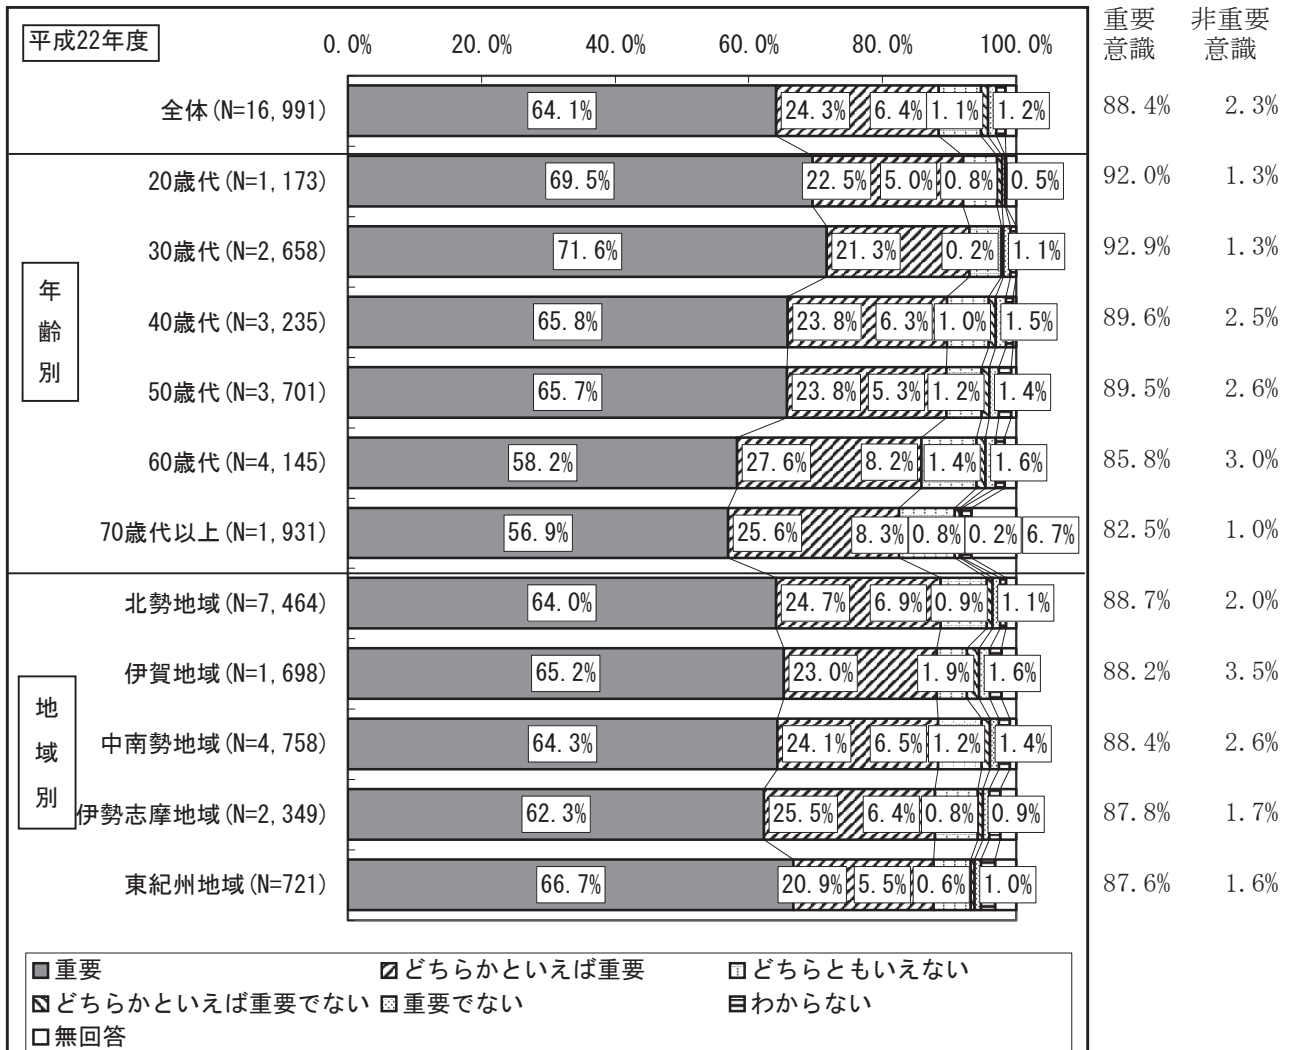 平成22年度 0.0% 20.0% 40.0% 60.0% 80.0% 100.0% 重要意識 非重要意識
全体(N=16,991) 64.1% 24.3% 6.4% 1.1% 1.2% 88.4% 2.3%
年齢別
20歳代(N=1,173) 69.5% 22.5% 5.0% 0.8% 0.5% 92.0% 1.3%
30歳代(N=2,658) 71.6% 21.3% 0.2% 1.1% 92.9% 1.3%
40歳代(N=3,235) 65.8% 23.8% 6.3% 1.0% 1.5% 89.6% 2.5%
50歳代(N=3,701) 65.7% 23.8% 5.3% 1.2% 1.4% 89.5% 2.6%
60歳代(N=4,145) 58.2% 27.6% 8.2% 1.4% 1.6% 85.8% 3.0%
70歳代以上(N=1,931) 56.9% 25.6% 8.3% 0.8% 0.2% 6.7% 82.5% 1.0%
地域別
北勢地域(N=7,464) 64.0% 24.7% 6.9% 0.9% 1.1% 88.7% 2.0%
伊賀地域(N=1,698) 65.2% 23.0% 1.9% 1.6% 88.2% 3.5%
中南勢地域(N=4,758) 64.3% 24.1% 6.5% 1.2% 1.4% 88.4% 2.6%
伊勢志摩地域(N=2,349) 62.3% 25.5% 6.4% 0.8% 0.9% 87.8% 1.7%
東紀州地域(N=721) 66.7% 20.9% 5.5% 0.6% 1.0% 87.6% 1.6%
重要 どちらかといえば重要 どちらともいえない
どちらかといえば重要でない 重要でない わからない
無回答